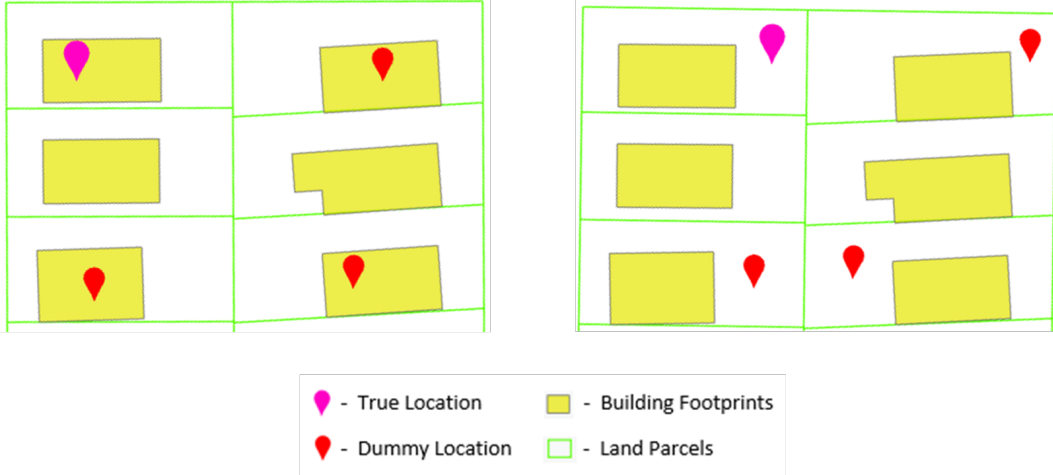 - True Location
- Building Footprints
- Dummy Location
- Land Parcels